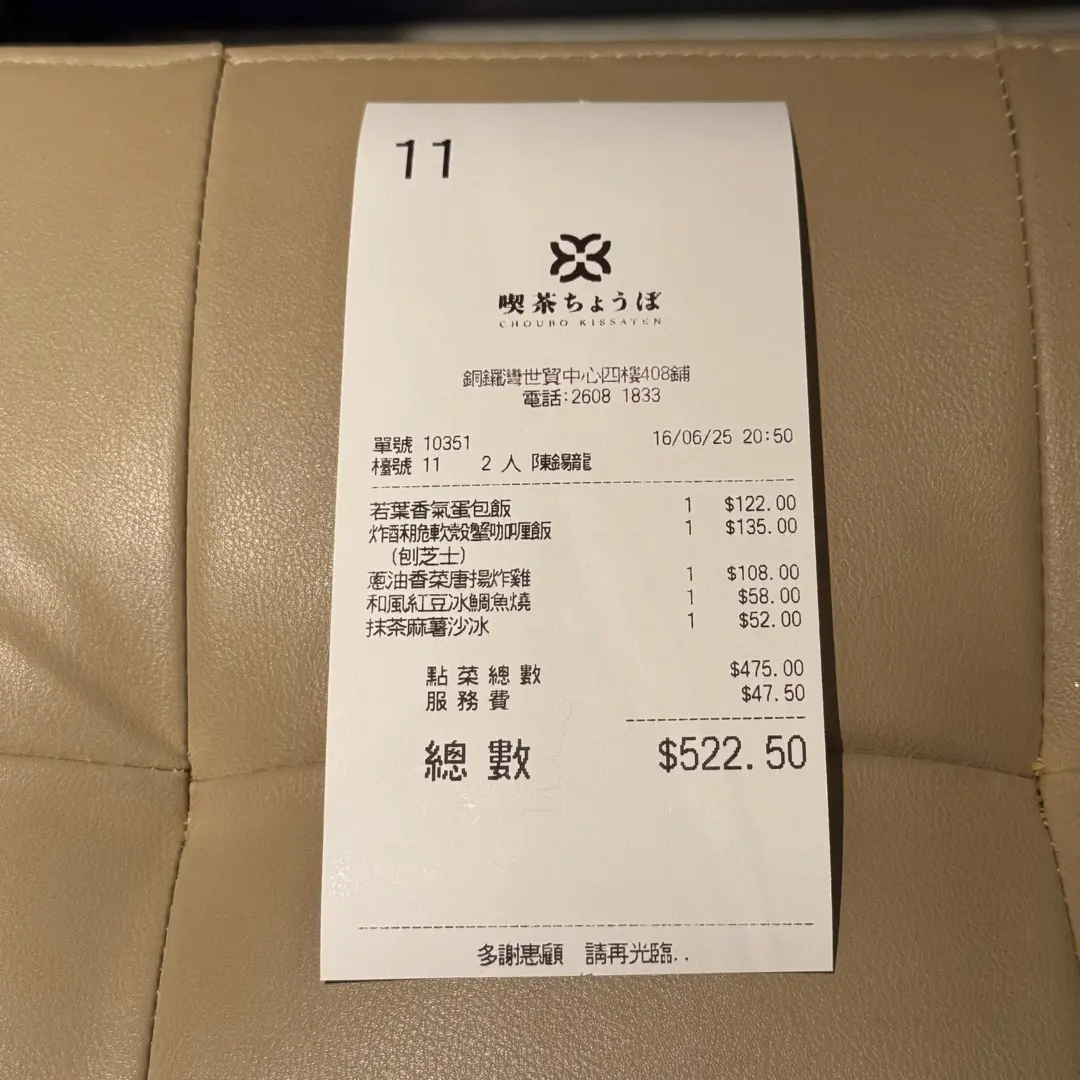 11
喫茶ちょうぼ
CHOUBO KISSATEN
銅鑼灣世貿中心四樓408鋪
電話:2608 1833
單號 10351 16/06/25 20:50
檯號 11 2 人 陳錫龍
若葉香氣蛋包飯 1 $122.00
炸酥脆軟殼蟹咖喱飯 1 $135.00
(刨芝士)
蔥油香菜唐揚炸雞 1 $108.00
和風紅豆冰鯛魚燒 1 $58.00
抹茶麻薯沙冰 1 $52.00
點菜總數 $475.00
服務費 $47.50
總數 $522.50
多謝惠顧 請再光臨..